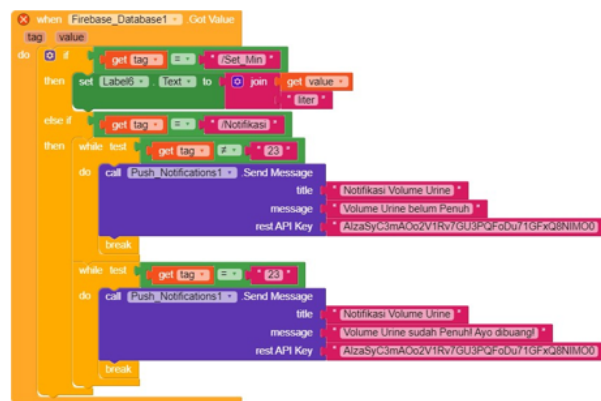 when Firebase_Database1 .Got Value
tag value
do if get tag = " /Set_Min "
then set Label6 . Text to join get value
" liter "
else if get tag = " /Notifikasi "
then while test get tag ≠ " 23 "
do call Push_Notifications1 .Send Message
title " Notifikasi Volume Urine "
message " Volume Urine belum Penuh "
rest API Key " AIzaSyC3mAOo2V1Rv7GU3PQFoDu71GFxQ8NIMO0 "
break
while test get tag = " 23 "
do call Push_Notifications1 .Send Message
title " Notifikasi Volume Urine "
message " Volume Urine sudah Penuh! Ayo dibuang! "
rest API Key " AIzaSyC3mAOo2V1Rv7GU3PQFoDu71GFxQ8NIMO0 "
break